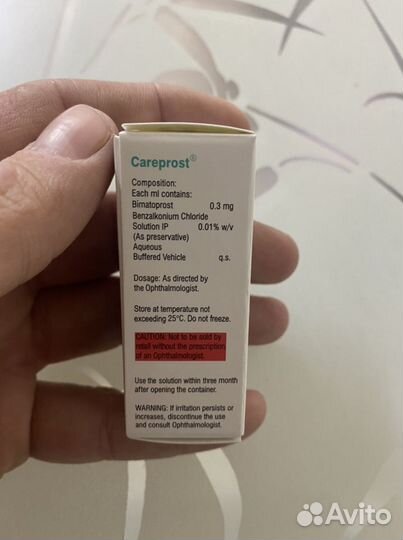 Careprost®
Composition:
Each ml contains:
Bimatoprost 0.3 mg
Benzalkonium Chloride
Solution IP 0.01% w/v
(As preservative)
Aqueous
Buffered Vehicle q.s.
Dosage: As directed by
the Ophthalmologist.
Store at temperature not
exceeding 25°C. Do not freeze.
CAUTION: Not to be sold by
retail without the prescription
of an Ophthalmologist.
Use the solution within three month
after opening the container.
WARNING: If irritation persists or
increases, discontinue the use
and consult Ophthalmologist.
Avito